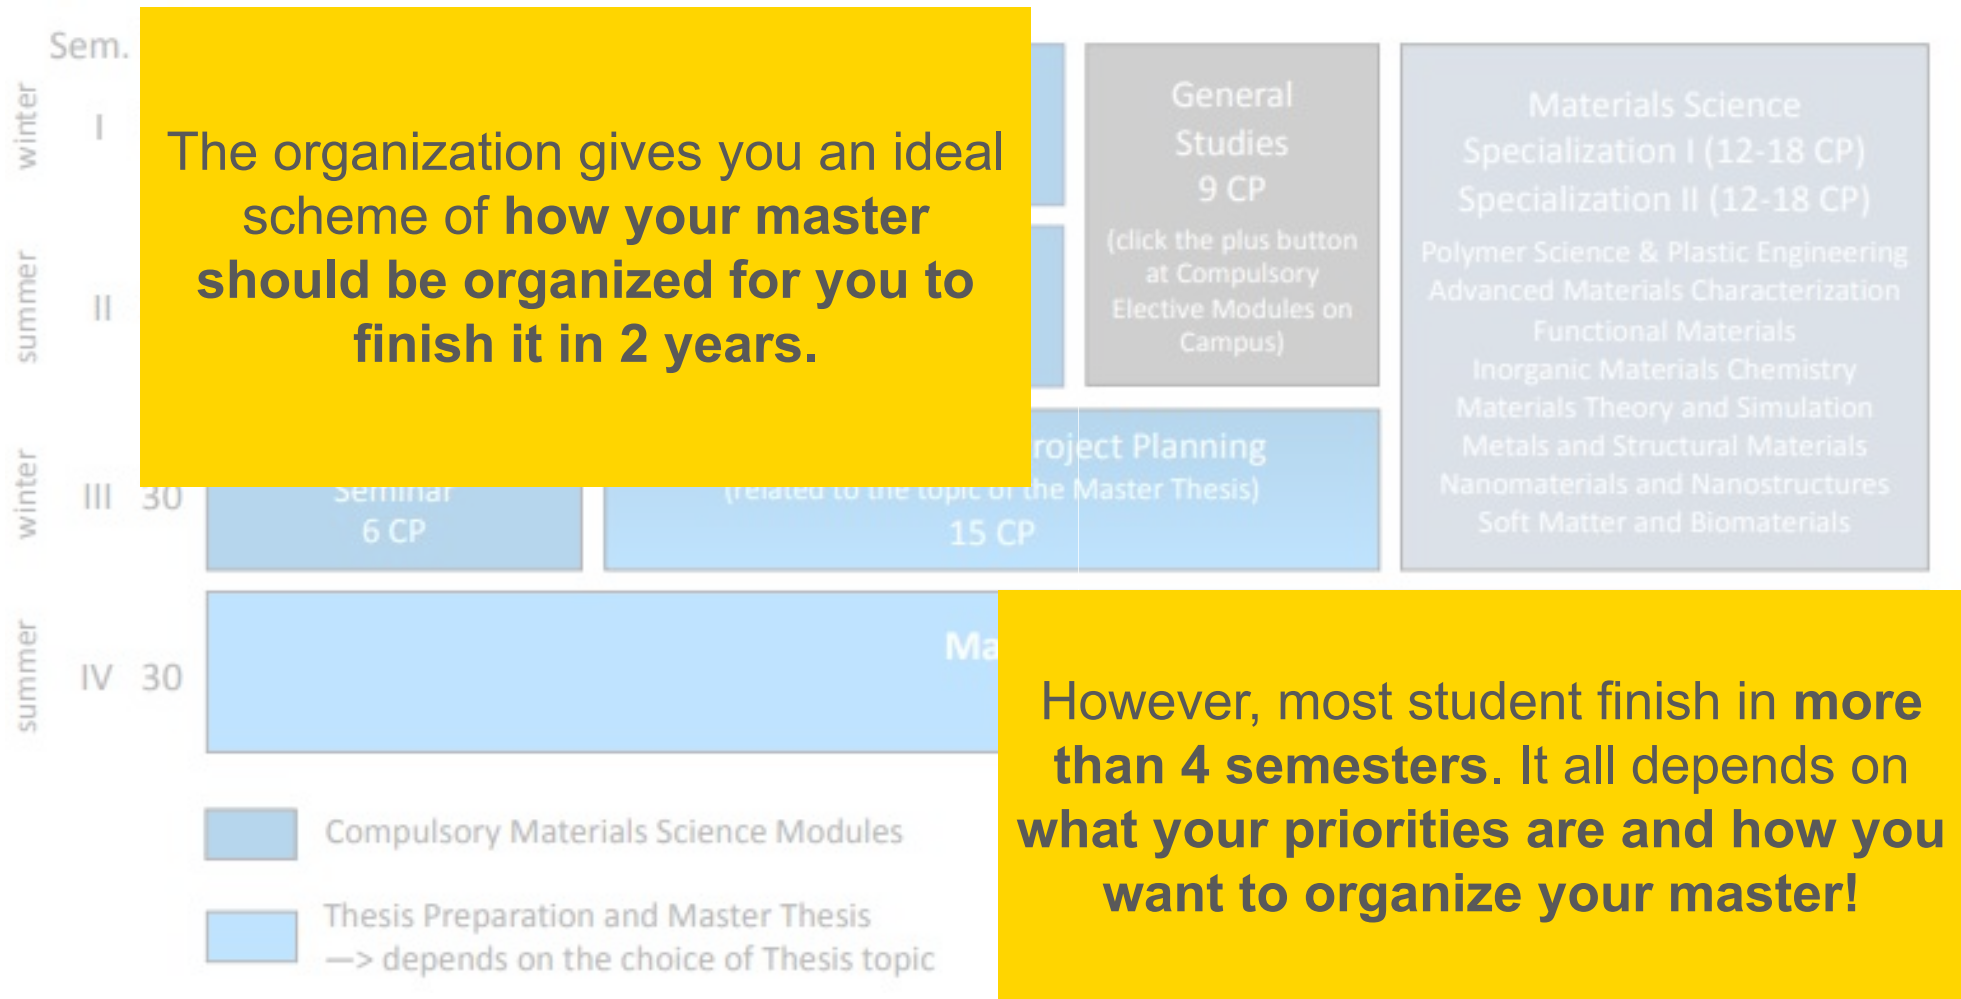 Sem.
winter
I
The organization gives you an ideal
scheme of how your master
should be organized for you to
finish it in 2 years.
General
Studies
9 CP
(click the plus button
at Compulsory
Elective Modules on
Campus)
Materials Science
Specialization I (12-18 CP)
Specialization II (12-18 CP)
Polymer Science & Plastic Engineering
Advanced Materials Characterization
Functional Materials
Inorganic Materials Chemistry
Materials Theory and Simulation
Metals and Structural Materials
Nanomaterials and Nanostructures
Soft Matter and Biomaterials
summer
II
winter
III 30
Seminar
6 CP
Planning
(related to the topic of the Master Thesis)
15 CP
summer
IV 30
However, most student finish in more
than 4 semesters. It all depends on
what your priorities are and how you
want to organize your master!
Compulsory Materials Science Modules
Thesis Preparation and Master Thesis
—> depends on the choice of Thesis topic